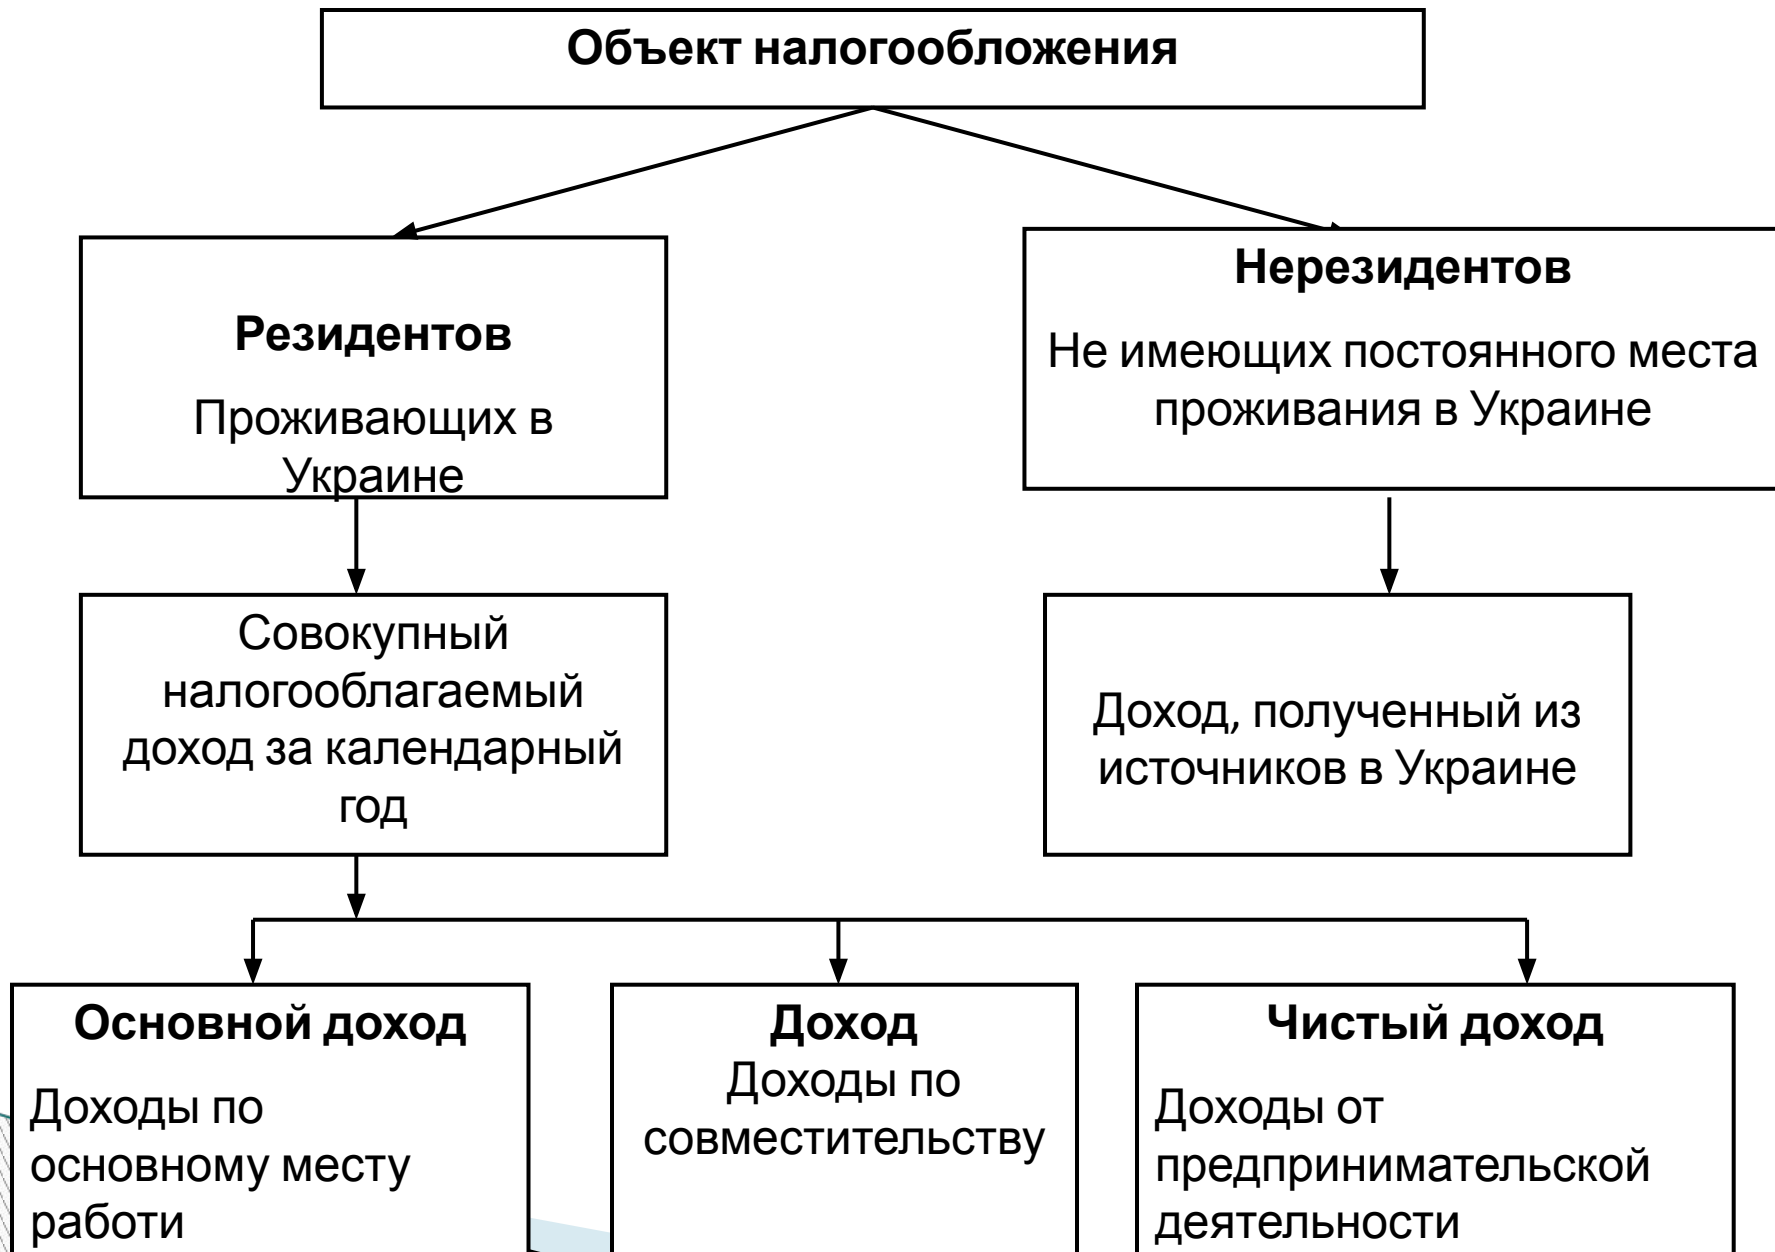 Объект налогообложения
Резидентов
Проживающих в
Украине
Нерезидентов
Не имеющих постоянного места
проживания в Украине
Совокупный
налогооблагаемый
доход за календарный
год
Доход, полученный из
источников в Украине
Основной доход
Доходы по
основному месту
работи
Доход
Доходы по
совместительству
Чистый доход
Доходы от
предпринимательской
деятельности